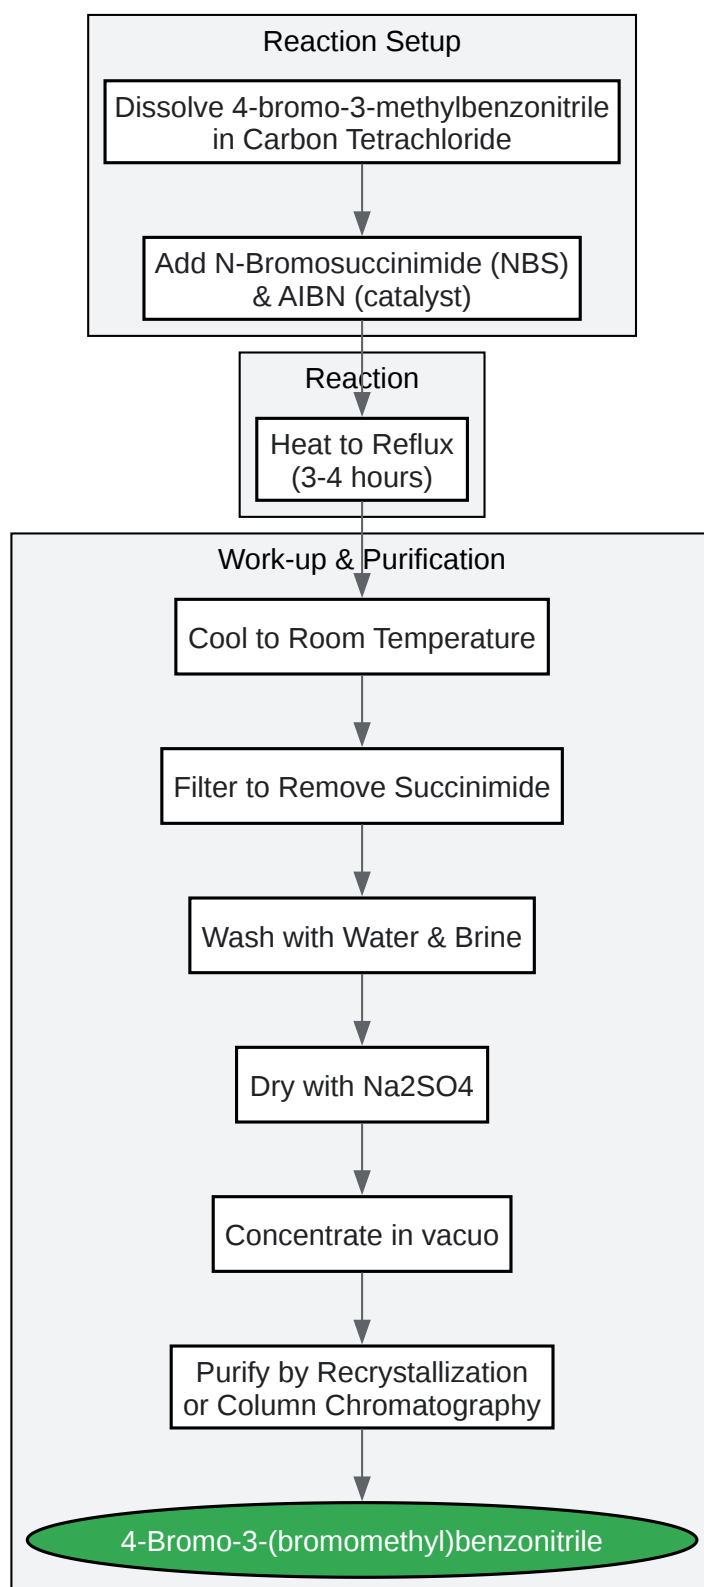 Reaction Setup
Dissolve 4-bromo-3-methylbenzonitrile
in Carbon Tetrachloride
Add N-Bromosuccinimide (NBS)
& AIBN (catalyst)
Reaction
Heat to Reflux
(3-4 hours)
Work-up & Purification
Cool to Room Temperature
Filter to Remove Succinimide
Wash with Water & Brine
Dry with Na2SO4
Concentrate in vacuo
Purify by Recrystallization
or Column Chromatography
4-Bromo-3-(bromomethyl)benzonitrile